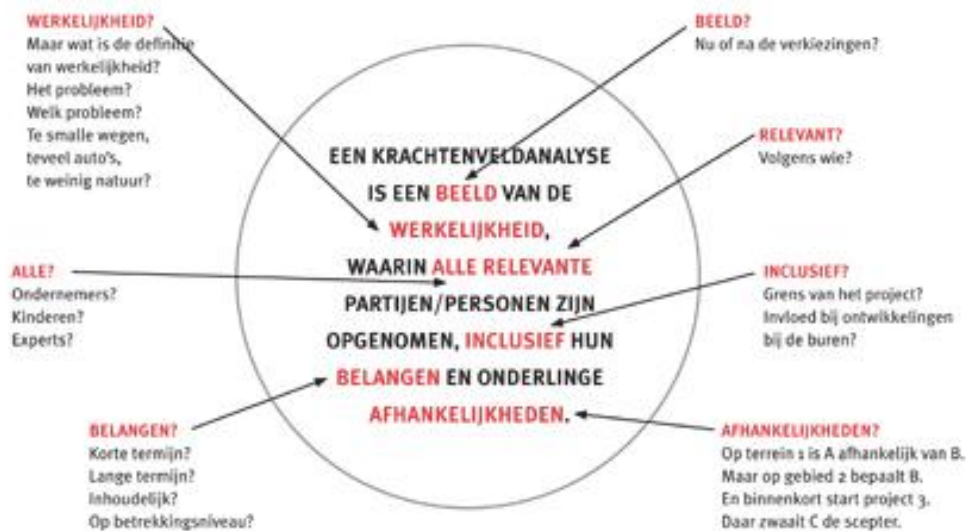 WERKELIJKHEID?
Maar wat is de definitie
van werkelijkheid?
Het probleem?
Welk probleem?
Te smalle wegen,
teveel auto's,
te weinig natuur?
BEELD?
Nu of na de verkiezingen?
RELEVANT?
Volgens wie?
EEN KRACHTENVELDANALYSE
IS EEN BEELD VAN DE
WERKELIJKHEID,
WAARIN ALLE RELEVANTE
PARTIJEN/PERSONEN ZIJN
OPGENOMEN, INCLUSIEF HUN
BELANGEN EN ONDERLINGE
AFHANKELIJKHEDEN.
ALLE?
Ondernemers?
Kinderen?
Experts?
INCLUSIEF?
Grens van het project?
Invloed bij ontwikkelingen
bij de buren?
BELANGEN?
Korte termijn?
Lange termijn?
Inhoudelijk?
Op betrekkingsniveau?
AFHANKELIJKHEDEN?
Op terrein 1 is A afhankelijk van B.
Maar op gebied 2 bepaalt B.
En binnenkort start project 3.
Daar zwaait C de scepter.